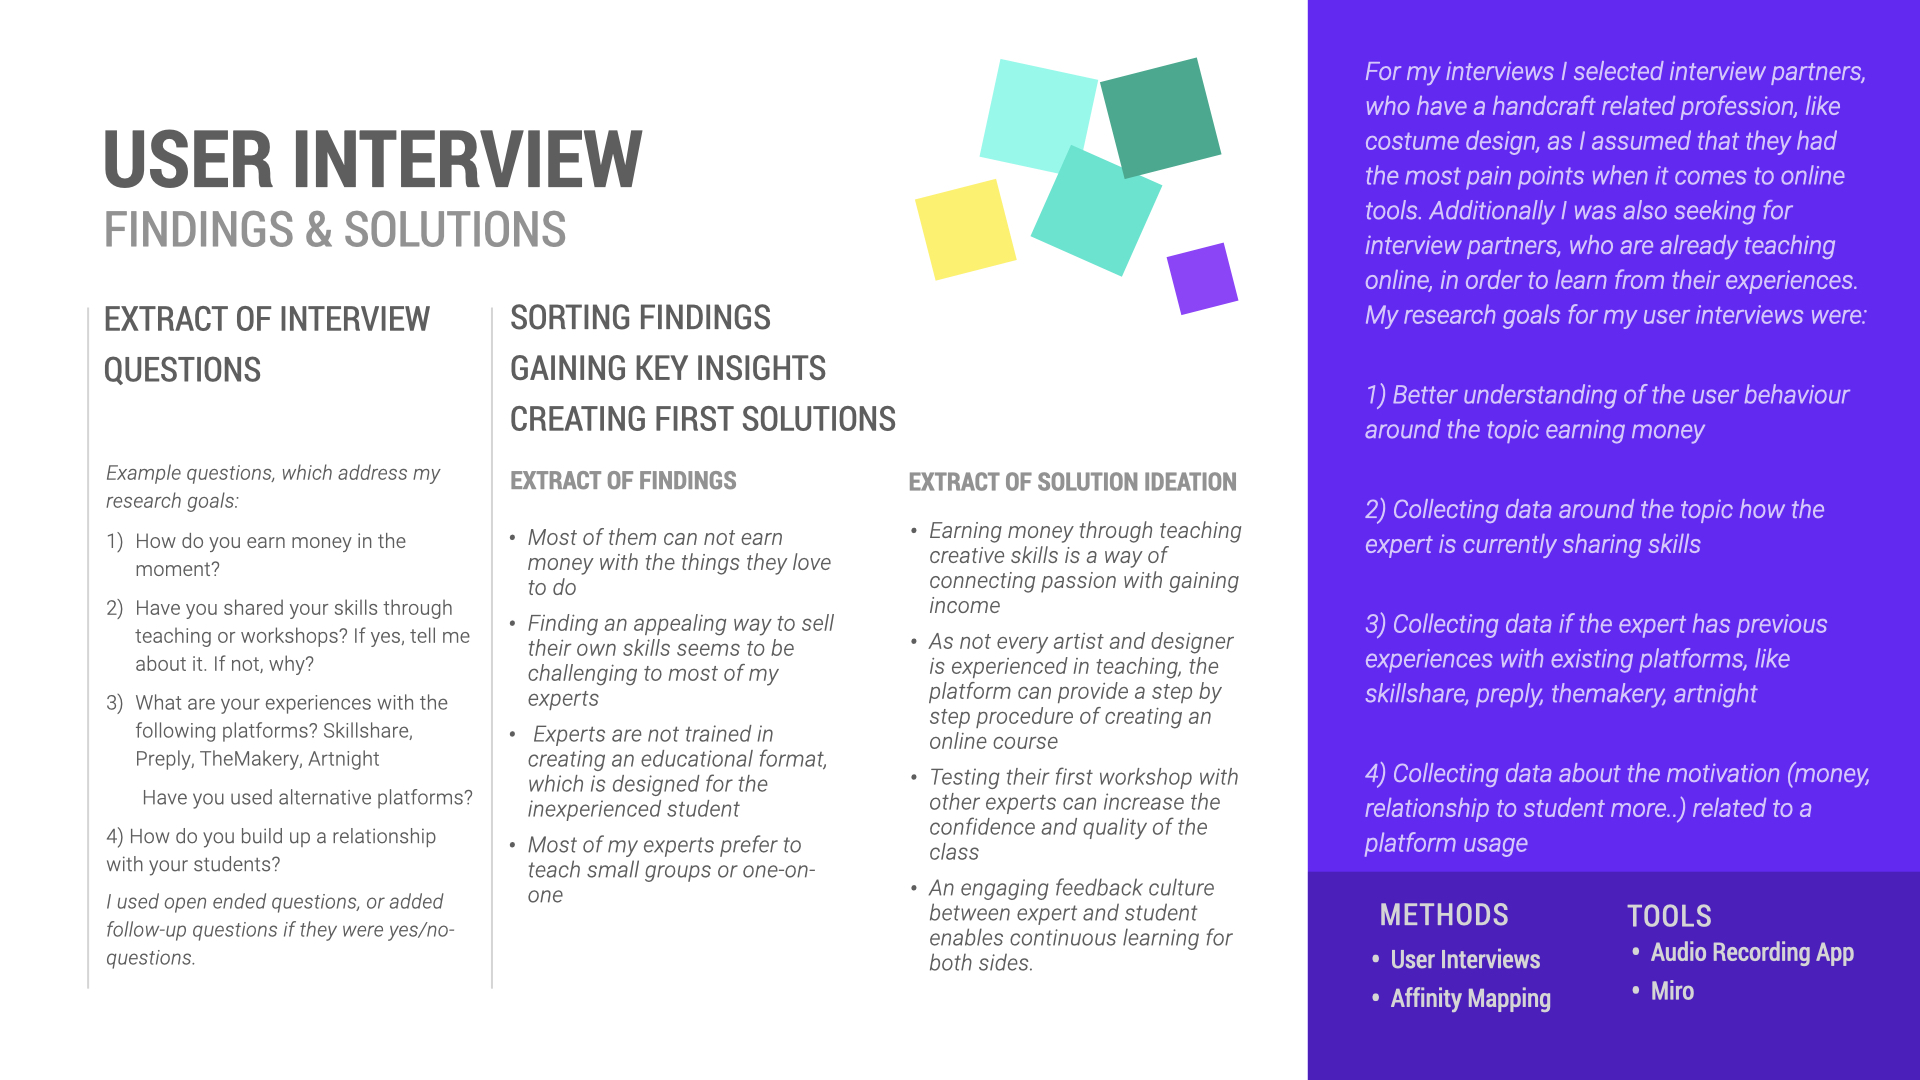 USER INTERVIEW
FINDINGS & SOLUTIONS
EXTRACT OF INTERVIEW
QUESTIONS
Example questions, which address my
research goals:
1) How do you earn money in the
moment?
2) Have you shared your skills through
teaching or workshops? If yes, tell me
about it. If not, why?
3) What are your experiences with the
following platforms? Skillshare,
Preply, TheMakery, Artnight
Have you used alternative platforms?
4) How do you build up a relationship
with your students?
I used open ended questions, or added
follow-up questions if they were yes/no-
questions.
SORTING FINDINGS
GAINING KEY INSIGHTS
CREATING FIRST SOLUTIONS
EXTRACT OF FINDINGS
• Most of them can not earn
money with the things they love
to do
• Finding an appealing way to sell
their own skills seems to be
challenging to most of my
experts
• Experts are not trained in
creating an educational format,
which is designed for the
inexperienced student
• Most of my experts prefer to
teach small groups or one-on-
one
EXTRACT OF SOLUTION IDEATION
• Earning money through teaching
creative skills is a way of
connecting passion with gaining
income
• As not every artist and designer
is experienced in teaching, the
platform can provide a step by
step procedure of creating an
online course
• Testing their first workshop with
other experts can increase the
confidence and quality of the
class
• An engaging feedback culture
between expert and student
enables continuous learning for
both sides.
For my interviews I selected interview partners,
who have a handcraft related profession, like
costume design, as I assumed that they had
the most pain points when it comes to online
tools. Additionally I was also seeking for
interview partners, who are already teaching
online, in order to learn from their experiences.
My research goals for my user interviews were:
1) Better understanding of the user behaviour
around the topic earning money
2) Collecting data around the topic how the
expert is currently sharing skills
3) Collecting data if the expert has previous
experiences with existing platforms, like
skillshare, preply, themakery, artnight
4) Collecting data about the motivation (money,
relationship to student more..) related to a
platform usage
METHODS
• User Interviews
• Affinity Mapping
TOOLS
• Audio Recording App
• Miro